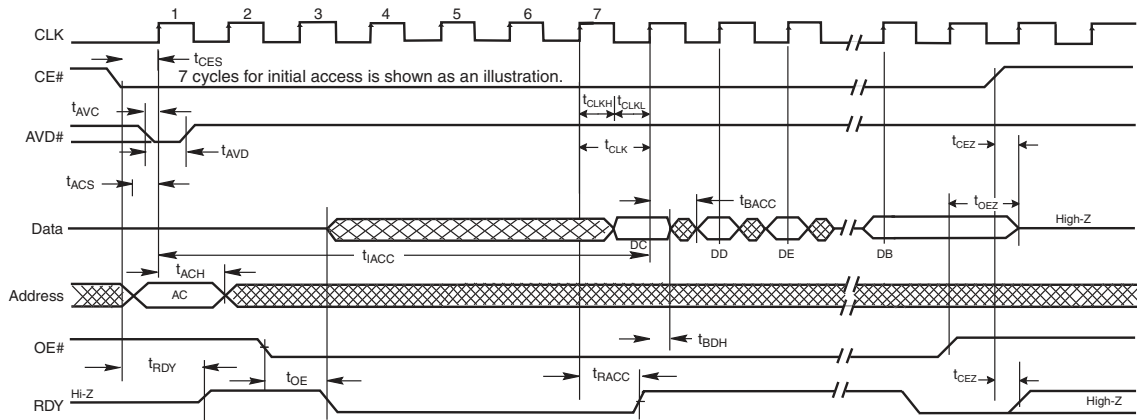 1 2 3 4 5 6 7
CLK
tCES
CE#
7 cycles for initial access is shown as an illustration.
tAVC
tCLKH tCLKL
AVD#
tAVD
tCLK
tCEZ
tACS
tBACC
tOEZ
Data
High-Z
DC
DD
DE
DB
tIACC
tACH
Address
AC
OE#
tBDH
tRDY
tOE
tRACC
tCEZ
Hi-Z
RDY
High-Z